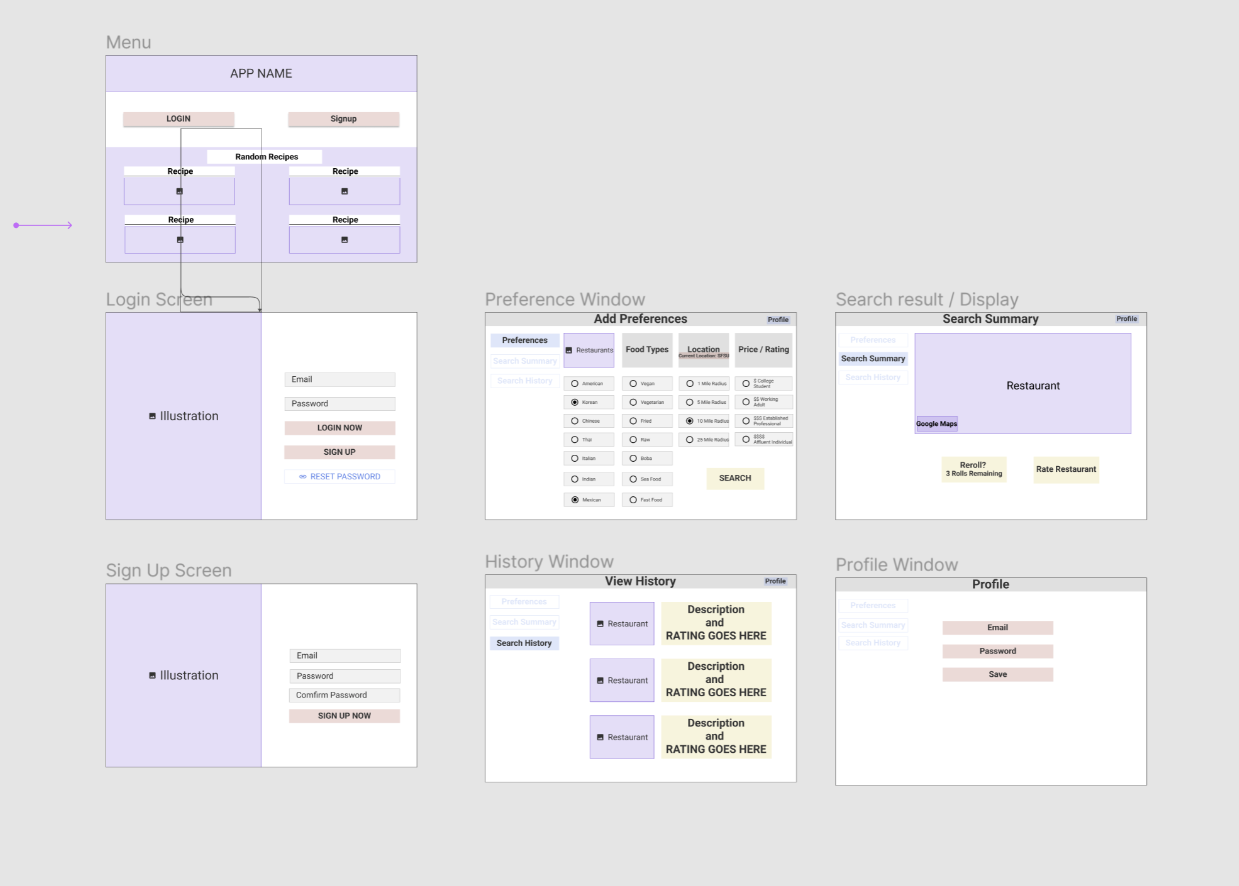 Menu
APP NAME
LOGIN
Signup
Random Recipes
Recipe
Recipe
Recipe
Recipe
Login Screen
Illustration
Email
Password
LOGIN NOW
SIGN UP
RESET PASSWORD
Sign Up Screen
Illustration
Email
Password
Comfirm Password
SIGN UP NOW
Preference Window
Add Preferences
Profile
Preferences
Search Summary
Search History
Restaurants
Food Types
Location
Current Location: SFSU
Price / Rating
American
Korean
Chinese
Thai
Italian
Indian
Mexican
Vegan
Vegetarian
Fried
Raw
Boba
Sea Food
Fast Food
1 Mile Radius
5 Mile Radius
10 Mile Radius
25 Mile Radius
$ College
Student
$$ Working
Adult
$$$ Established
Professional
$$$$
Affluent Individual
SEARCH
Search result / Display
Search Summary
Profile
Preferences
Search Summary
Search History
Restaurant
Google Maps
Reroll?
3 Rolls Remaining
Rate Restaurant
History Window
View History
Profile
Preferences
Search Summary
Search History
Restaurant
Description
and
RATING GOES HERE
Restaurant
Description
and
RATING GOES HERE
Restaurant
Description
and
RATING GOES HERE
Profile Window
Profile
Preferences
Search Summary
Search History
Email
Password
Save